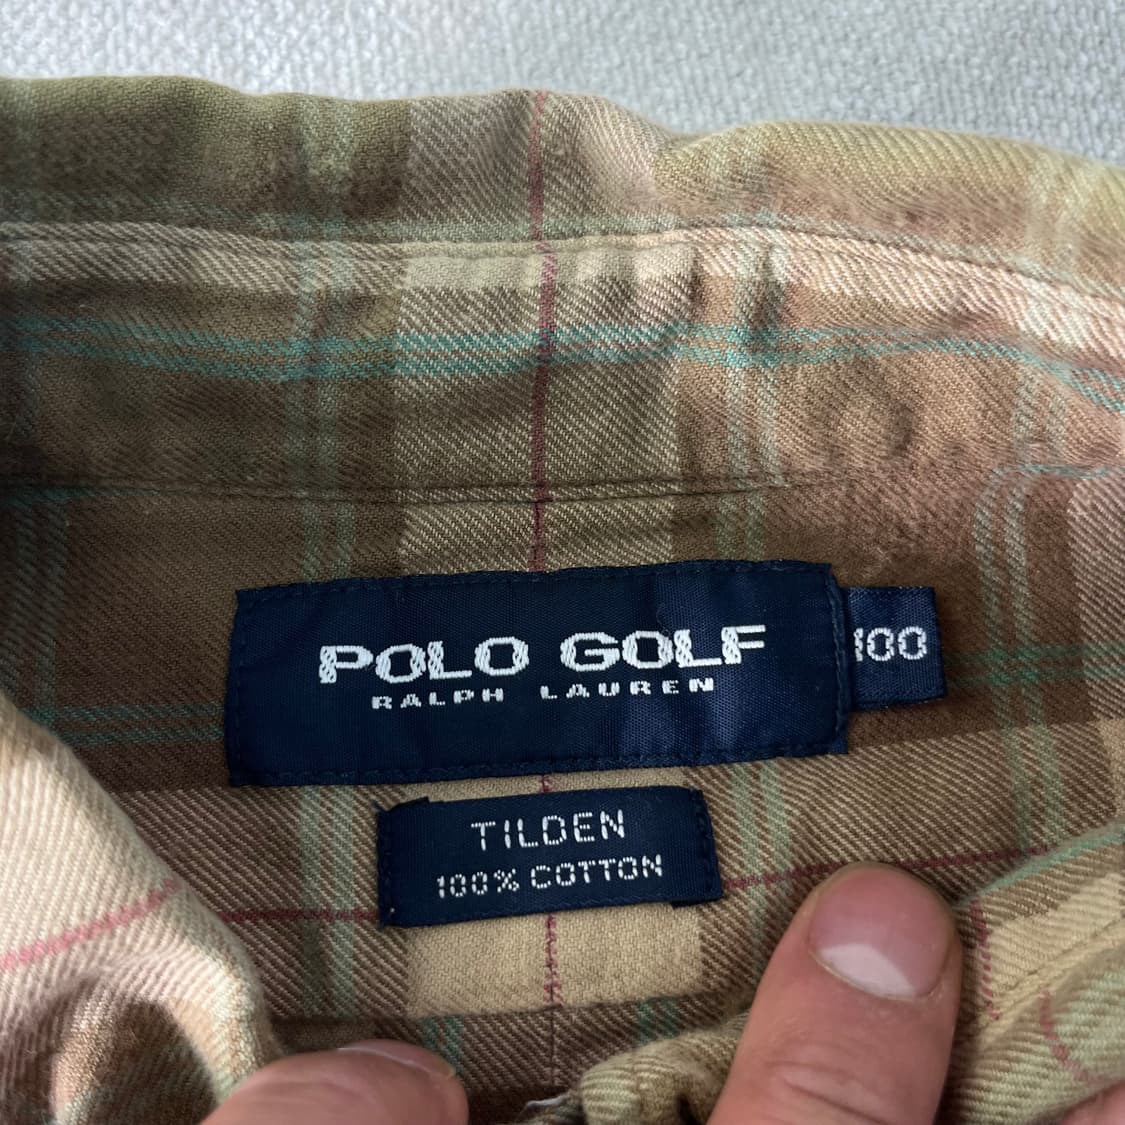 POLO GOLF
RALPH LAUREN
100
TILDEN
100% COTTON